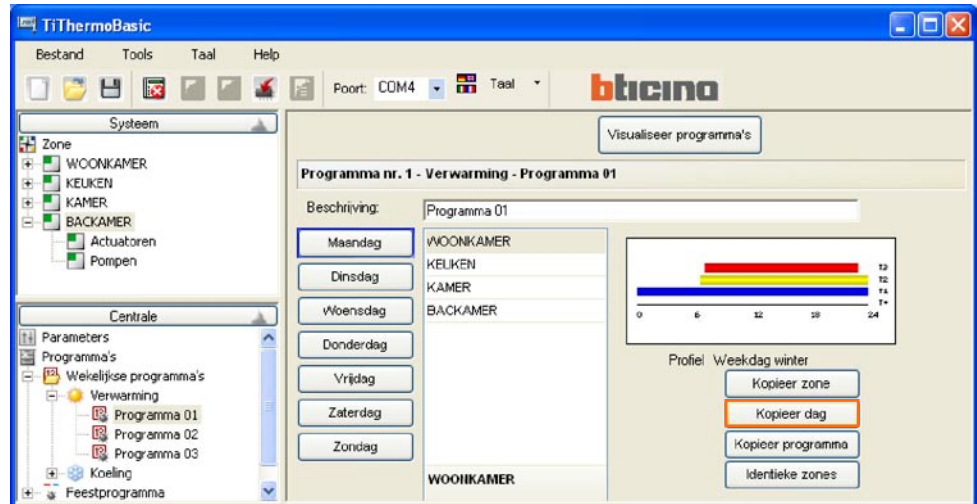 TiThermoBasic
Bestand Tools Taal Help
Poort: COM4 Taal
bticino
Systeem
Zone
WOONKAMER
KEUKEN
KAMER
BACKAMER
Actuatoren
Pompen
Centrale
Parameters
Programma's
Wekelijkse programma's
Verwarming
Programma 01
Programma 02
Programma 03
Koeling
Feestprogramma
Visualiseer programma's
Programma nr. 1 - Verwarming - Programma 01
Beschrijving: Programma 01
Maandag
Dinsdag
Woensdag
Donderdag
Vrijdag
Zaterdag
Zondag
WOONKAMER
KEUKEN
KAMER
BACKAMER
WOONKAMER
T3
T2
T1
T*
0 6 12 18 24
Profiel Weekdag winter
Kopieer zone
Kopieer dag
Kopieer programma
Identieke zones